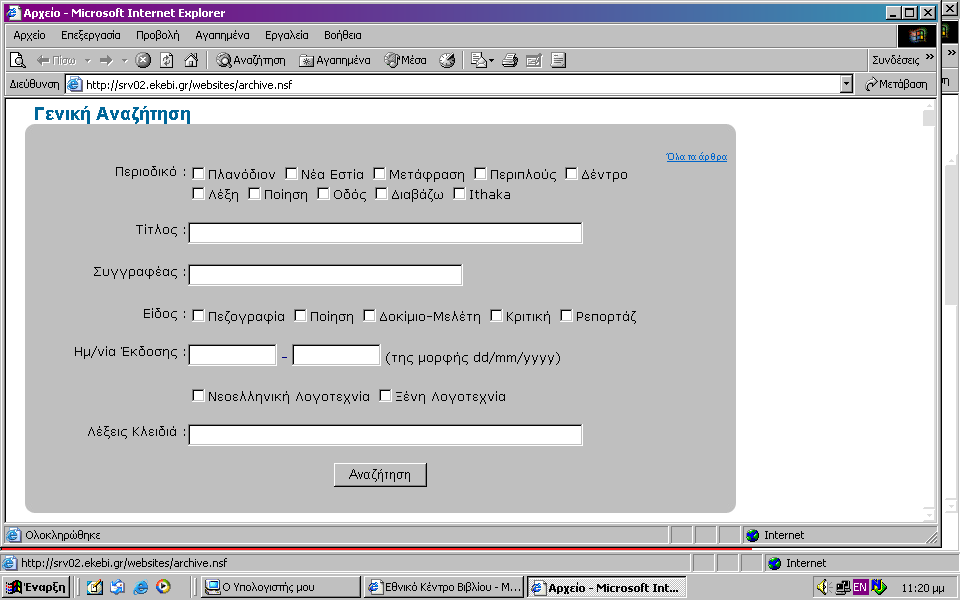 Αρχείο - Microsoft Internet Explorer
Αρχείο Επεξεργασία Προβολή Αγαπημένα Εργαλεία Βοήθεια
Πίσω Αναζήτηση Αγαπημένα Μέσα Συνδέσεις »
Διεύθυνση http://srv02.ekebi.gr/websites/archive.nsf Μετάβαση
Γενική Αναζήτηση
Όλα τα άρθρα
Περιοδικό : Πλανόδιον Νέα Εστία Μετάφραση Περιπλούς Δέντρο
Λέξη Ποίηση Οδός Διαβάζω Ithaka
Τίτλος :
Συγγραφέας :
Είδος : Πεζογραφία Ποίηση Δοκίμιο-Μελέτη Κριτική Ρεπορτάζ
Ημ/νία Έκδοσης : - (της μορφής dd/mm/yyyy)
Νεοελληνική Λογοτεχνία Ξένη Λογοτεχνία
Λέξεις Κλειδιά :
Αναζήτηση
Ολοκληρώθηκε Internet
http://srv02.ekebi.gr/websites/archive.nsf Internet
Έναρξη Ο Υπολογιστής μου Εθνικό Κέντρο Βιβλίου - M... Αρχείο - Microsoft Int... EN 11:20 μμ